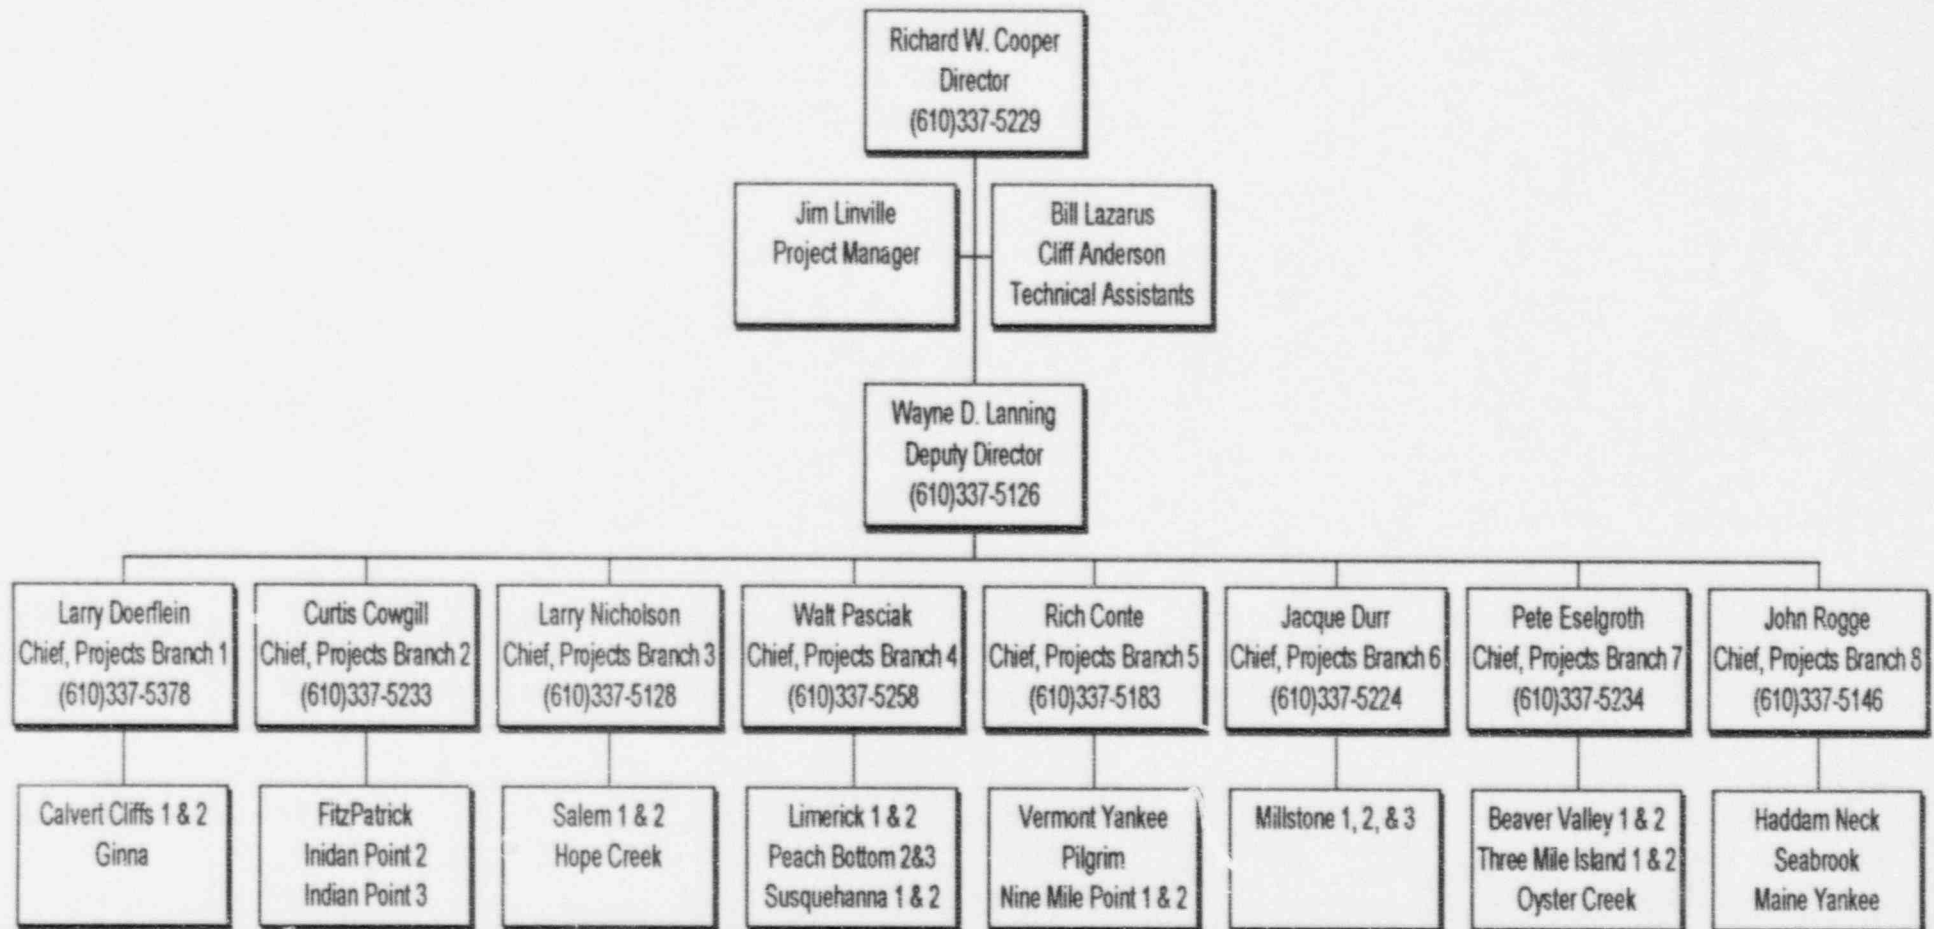 Richard W. Cooper
Director
(610)337-5229
Jim Linville
Project Manager
Bill Lazarus
Cliff Anderson
Technical Assistants
Wayne D. Lanning
Deputy Director
(610)337-5126
Larry Doerflein
Chief, Projects Branch 1
(610)337-5378
Curtis Cowgill
Chief, Projects Branch 2
(610)337-5233
Larry Nicholson
Chief, Projects Branch 3
(610)337-5128
Walt Pasciak
Chief, Projects Branch 4
(610)337-5258
Rich Conte
Chief, Projects Branch 5
(610)337-5183
Jacque Durr
Chief, Projects Branch 6
(610)337-5224
Pete Eselgroth
Chief, Projects Branch 7
(610)337-5234
John Rogge
Chief, Projects Branch 8
(610)337-5146
Calvert Cliffs 1 & 2
Ginna
FitzPatrick
Inidan Point 2
Indian Point 3
Salem 1 & 2
Hope Creek
Limerick 1 & 2
Peach Bottom 2&3
Susquehanna 1 & 2
Vermont Yankee
Pilgrim
Nine Mile Point 1 & 2
Millstone 1, 2, & 3
Beaver Valley 1 & 2
Three Mile Island 1 & 2
Oyster Creek
Haddam Neck
Seabrook
Maine Yankee